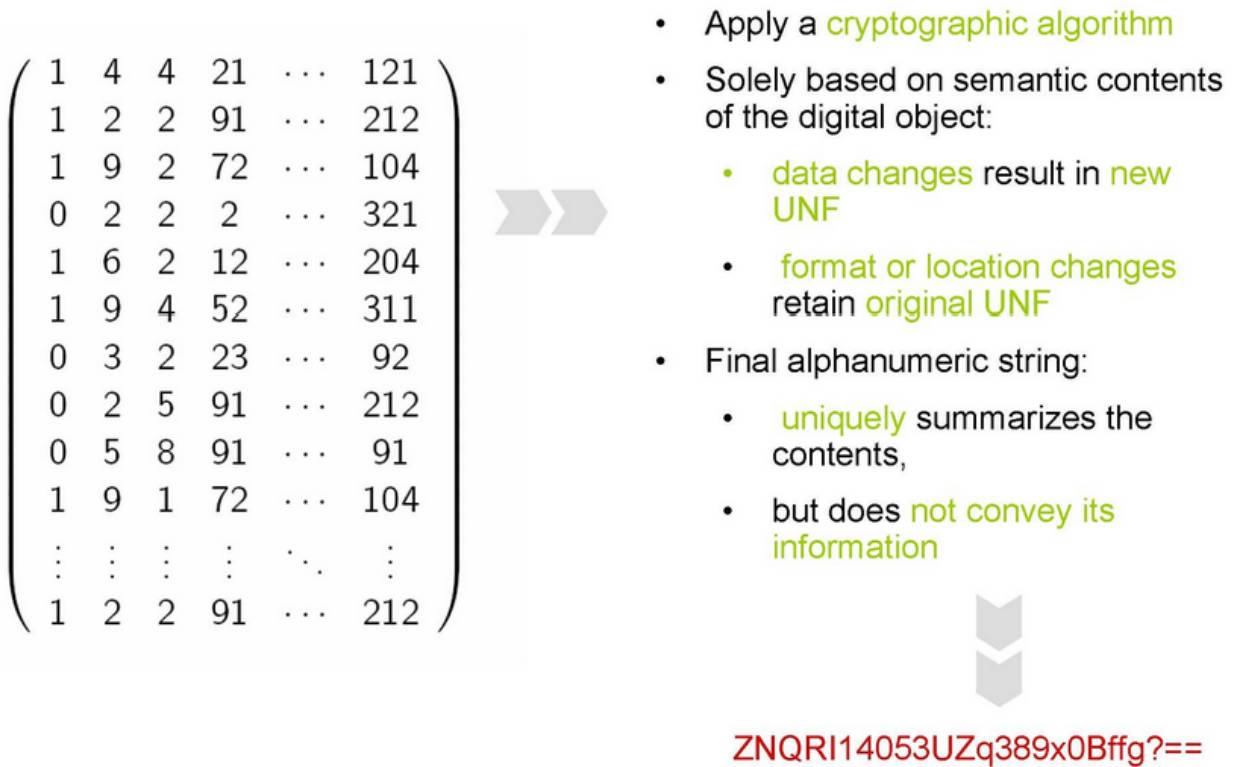 1 4 4 21 ⋯ 121
1 2 2 91 ⋯ 212
1 9 2 72 ⋯ 104
0 2 2 2 ⋯ 321
1 6 2 12 ⋯ 204
1 9 4 52 ⋯ 311
0 3 2 23 ⋯ 92
0 2 5 91 ⋯ 212
0 5 8 91 ⋯ 91
1 9 1 72 ⋯ 104
⋮ ⋮ ⋮ ⋮ ⋱ ⋮
1 2 2 91 ⋯ 212
• Apply a cryptographic algorithm
• Solely based on semantic contents
of the digital object:
• data changes result in new
UNF
• format or location changes
retain original UNF
• Final alphanumeric string:
• uniquely summarizes the
contents,
• but does not convey its
information
ZNQRI14053UZq389x0Bffg?==